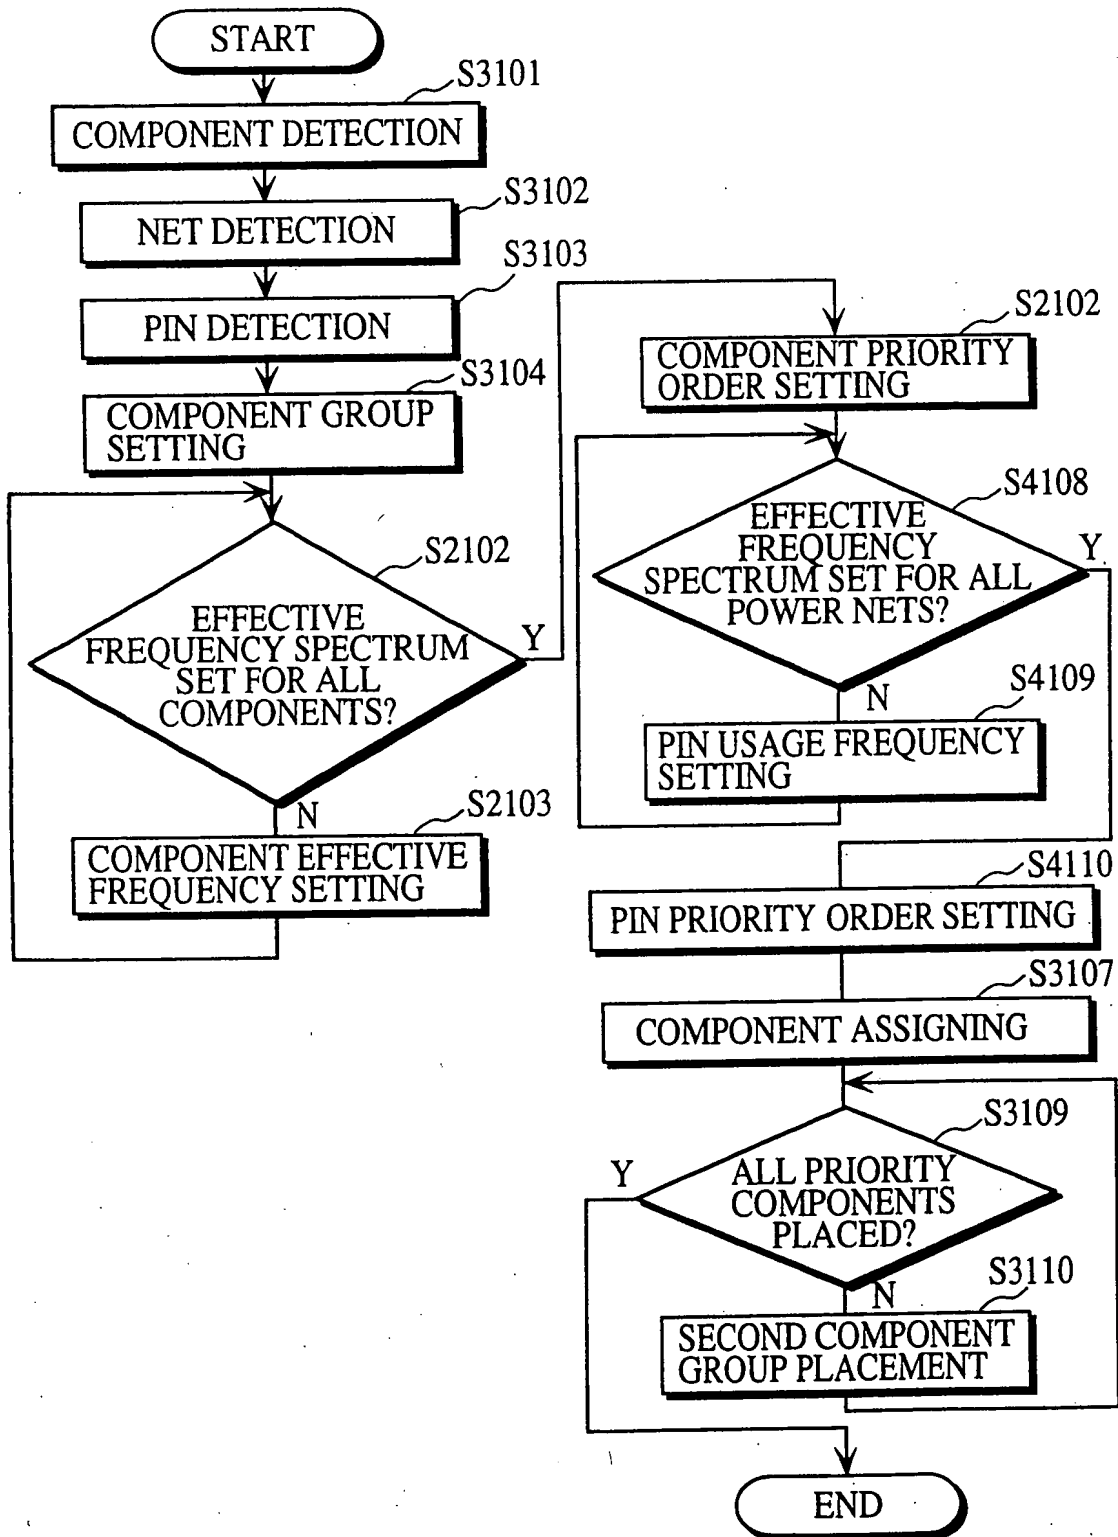 START
S3101
COMPONENT DETECTION
S3102
NET DETECTION
S3103
PIN DETECTION
S3104
COMPONENT GROUP
SETTING
S2102
EFFECTIVE
FREQUENCY SPECTRUM
SET FOR ALL
COMPONENTS?
Y
N
S2103
COMPONENT EFFECTIVE
FREQUENCY SETTING
S2102
COMPONENT PRIORITY
ORDER SETTING
S4108
EFFECTIVE
FREQUENCY
SPECTRUM SET FOR ALL
POWER NETS?
Y
N
S4109
PIN USAGE FREQUENCY
SETTING
S4110
PIN PRIORITY ORDER SETTING
S3107
COMPONENT ASSIGNING
S3109
Y
ALL PRIORITY
COMPONENTS
PLACED?
N
S3110
SECOND COMPONENT
GROUP PLACEMENT
END